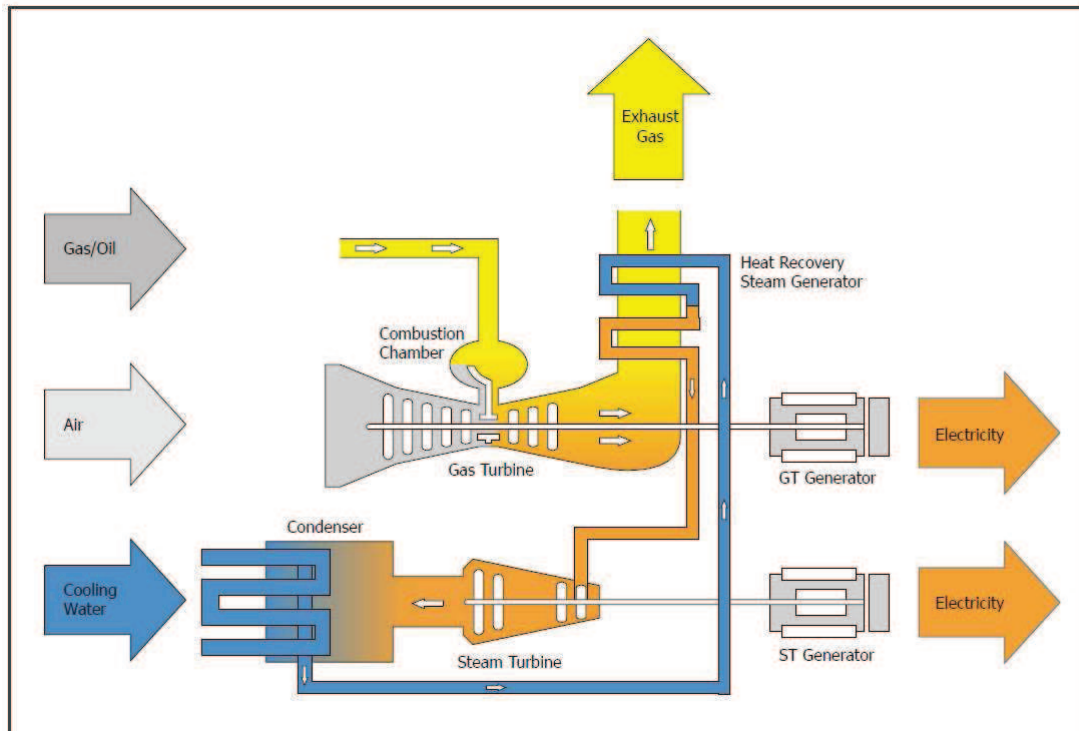 Exhaust
Gas
Gas/Oil
Heat Recovery
Steam Generator
Combustion
Chamber
Air
Gas Turbine
GT Generator
Electricity
Condenser
Cooling
Water
Steam Turbine
ST Generator
Electricity